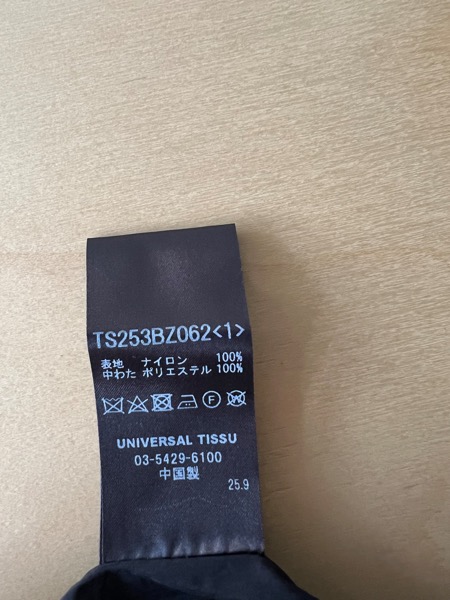 TS253BZ062<1>
表地 ナイロン 100%
中わた ポリエステル 100%
F W
UNIVERSAL TISSU
03-5429-6100
中国製
25.9